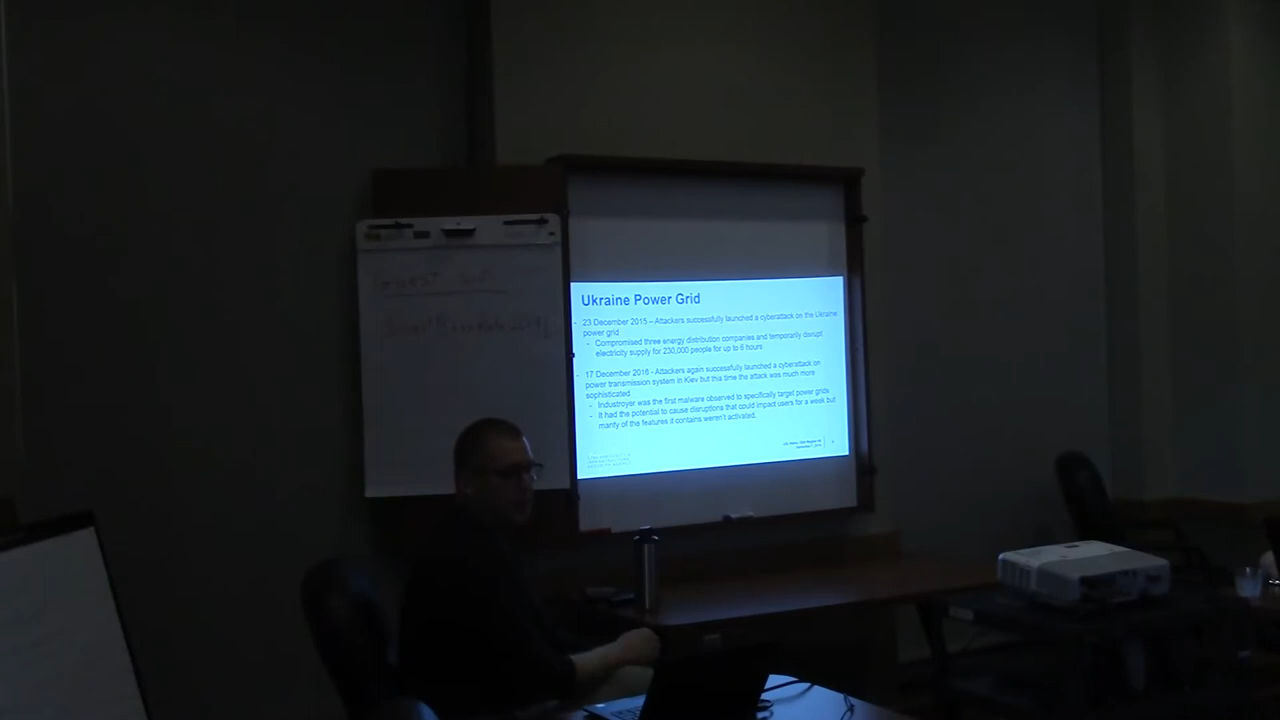 Ukraine Power Grid
- 23 December 2015 – Attackers successfully launched a cyberattack on the Ukraine
power grid
- Compromised three energy distribution companies and temporarily disrupt
electricity supply for 230,000 people for up to 6 hours
- 17 December 2016 - Attackers again successfully launched a cyberattack on
power transmission system in Kiev but this time the attack was much more
sophisticated
- Industroyer was the first malware observed to specifically target power grids
- It had the potential to cause disruptions that could impact users for a week but
manty of the features it contains weren't activated.